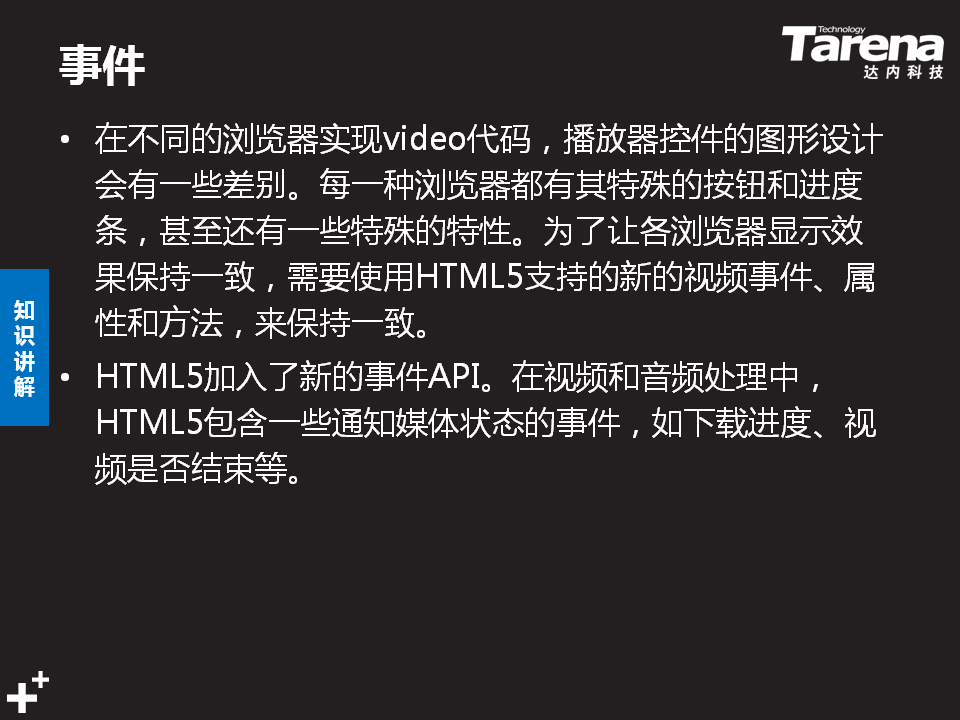 事件
Technology
Tarena
达内科技
• 在不同的浏览器实现video代码，播放器控件的图形设计
会有一些差别。每一种浏览器都有其特殊的按钮和进度
条，甚至还有一些特殊的特性。为了让各浏览器显示效
果保持一致，需要使用HTML5支持的新的视频事件、属
性和方法，来保持一致。
知识讲解
• HTML5加入了新的事件API。在视频和音频处理中，
HTML5包含一些通知媒体状态的事件，如下载进度、视
频是否结束等。